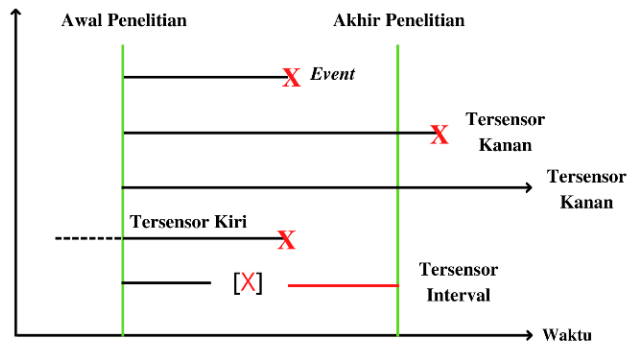 Awal Penelitian
Akhir Penelitian
X
Event
X
Tersensor
Kanan
Tersensor
Kanan
Tersensor Kiri
X
[X]
Tersensor
Interval
Waktu